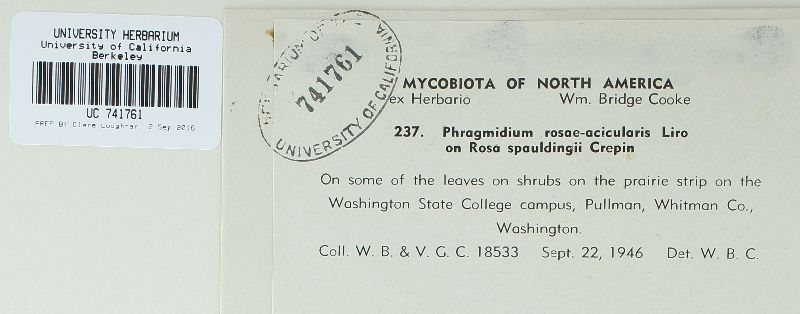 UNIVERSITY HERBARIUM
University of California
Berkeley
UC 741761
PREP BY Clare Loughran, 2 Sep 2016
HERBARIUM OF THE
741761
UNIVERSITY OF CALIFORNIA
MYCOBIOTA OF NORTH AMERICA
ex Herbario Wm. Bridge Cooke
237. Phragmidium rosae-acicularis Liro
on Rosa spauldingii Crepin
On some of the leaves on shrubs on the prairie strip on the
Washington State College campus, Pullman, Whitman Co.,
Washington.
Coll. W. B. & V. G. C. 18533 Sept. 22, 1946 Det. W. B. C.